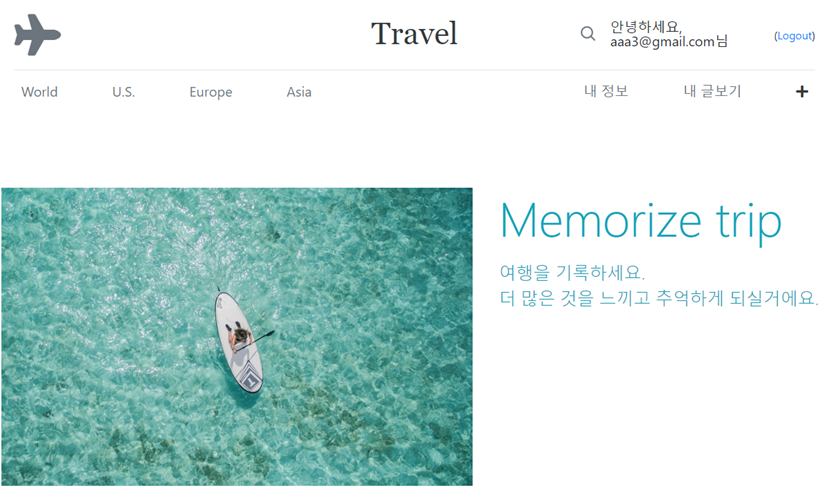 Travel
안녕하세요,
aaa3@gmail.com님
(Logout)
World U.S. Europe Asia 내 정보 내 글보기 +
Memorize trip
여행을 기록하세요.
더 많은 것을 느끼고 추억하게 되실거에요.